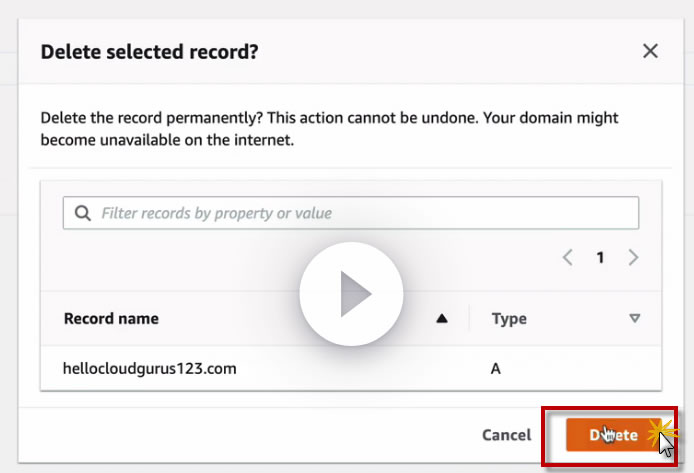 Delete selected record?
Delete the record permanently? This action cannot be undone. Your domain might
become unavailable on the internet.
Filter records by property or value
1
Record name Type
hellocloudgurus123.com A
Cancel Delete